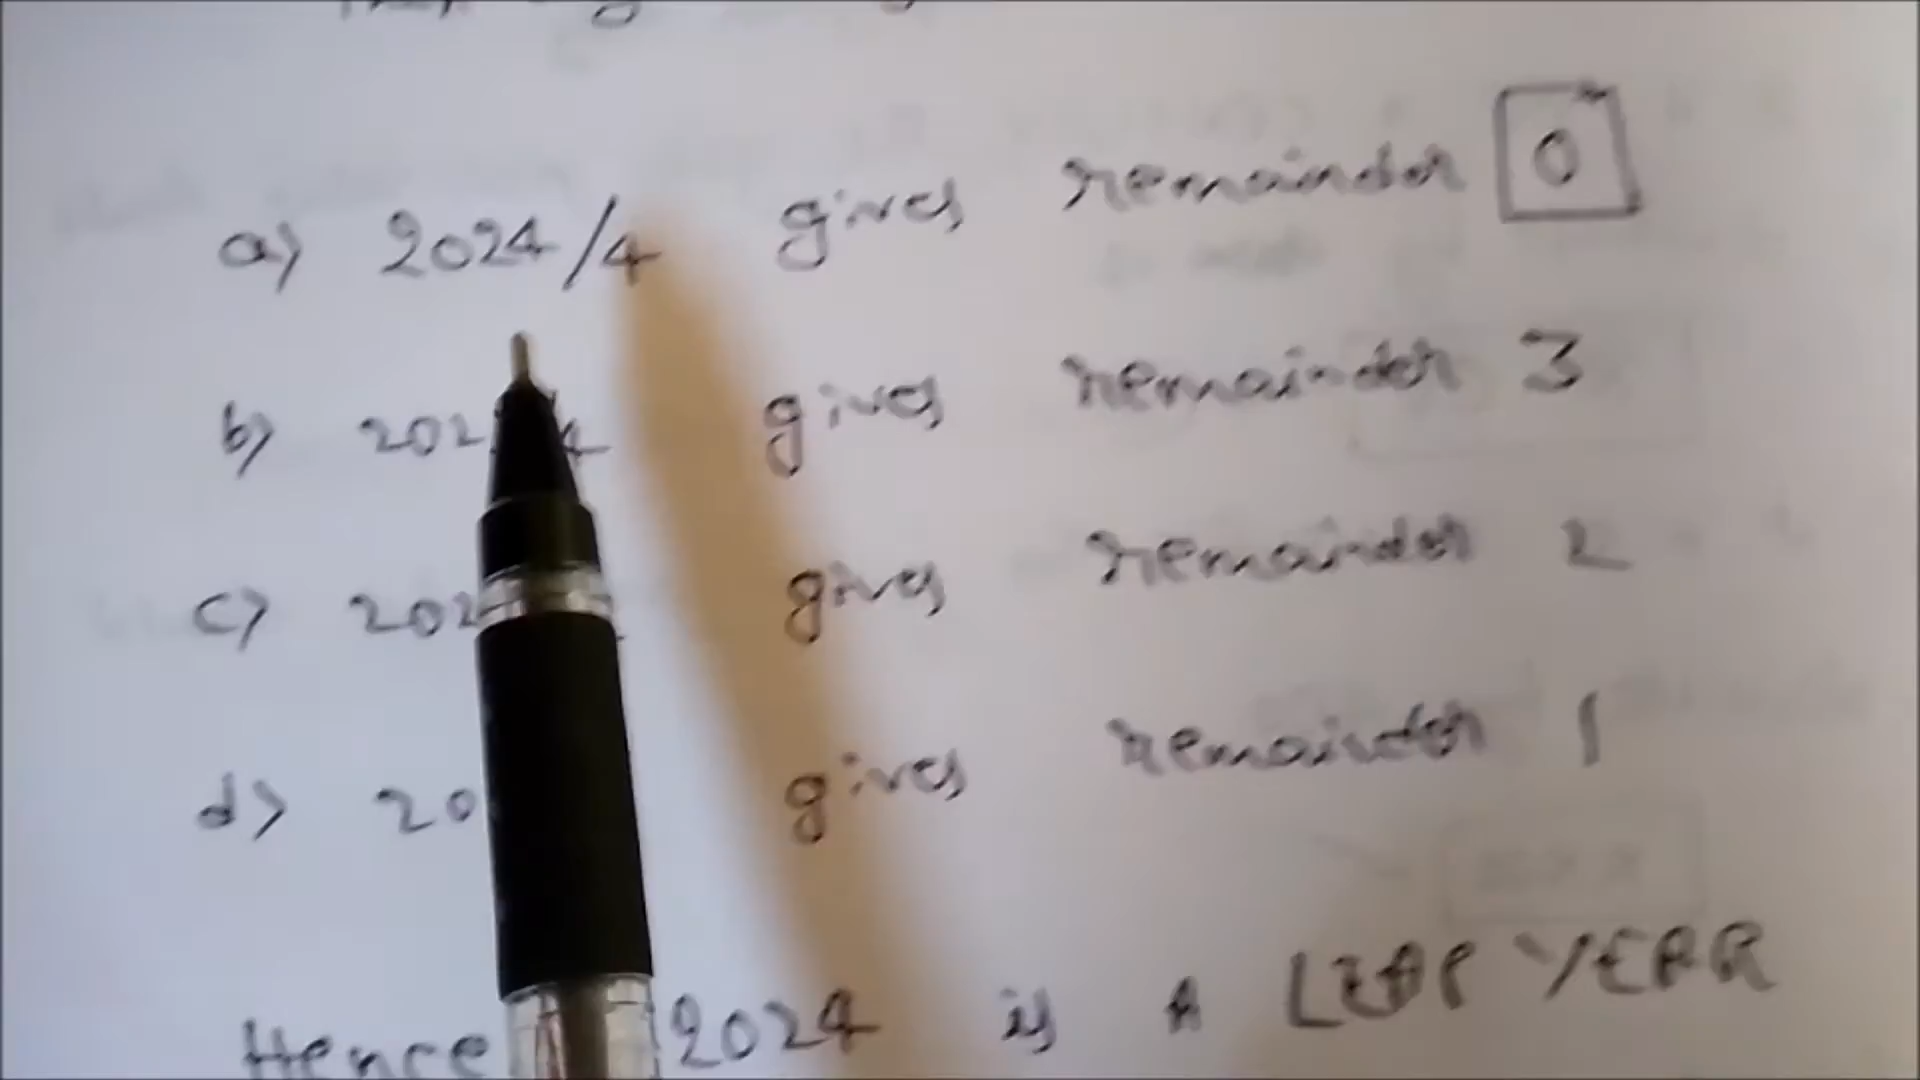 a) 2024/4 gives remainder 0
b) 202 4 gives remainder 3
c) 202 gives remainder 2
d) 20 gives remainder 1
Hence 2024 is A LEAP YEAR